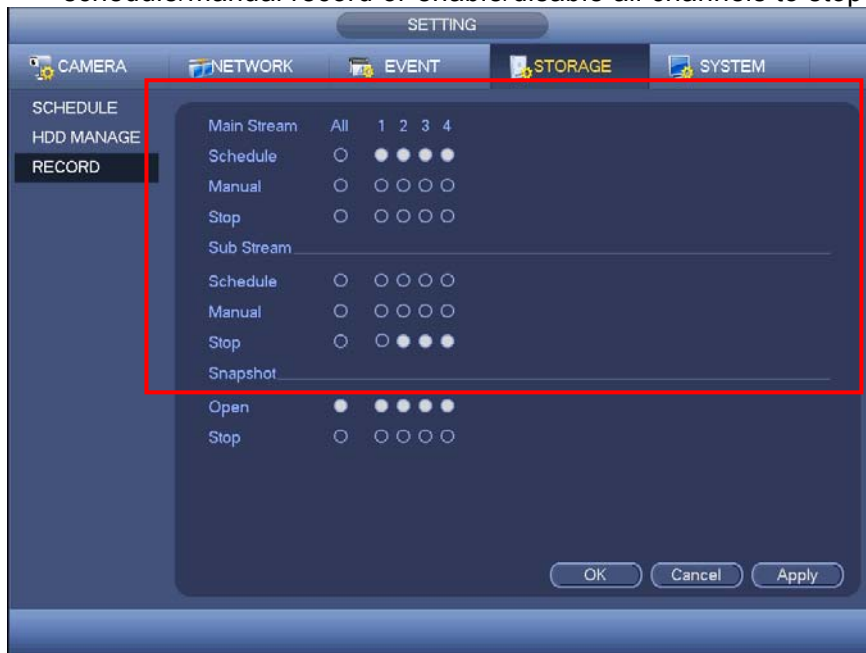 schedule/manual record or enable/disable all channels to stop
SETTING
CAMERA NETWORK EVENT STORAGE SYSTEM
SCHEDULE
HDD MANAGE
RECORD
Main Stream All 1 2 3 4
Schedule
Manual
Stop
Sub Stream
Schedule
Manual
Stop
Snapshot
Open
Stop
OK Cancel Apply